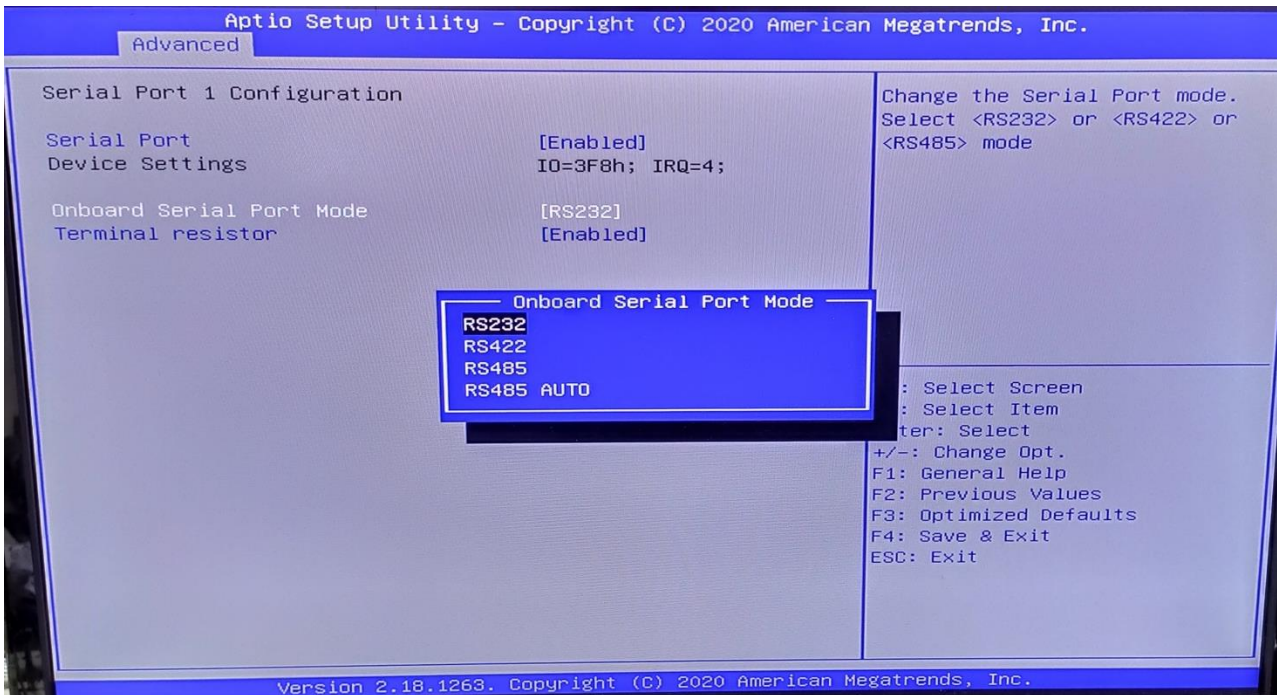 Aptio Setup Utility – Copyright (C) 2020 American Megatrends, Inc.
Advanced
Serial Port 1 Configuration
Serial Port [Enabled]
Device Settings IO=3F8h; IRQ=4;
Onboard Serial Port Mode [RS232]
Terminal resistor [Enabled]
Change the Serial Port mode.
Select <RS232> or <RS422> or
<RS485> mode
Onboard Serial Port Mode
RS232
RS422
RS485
RS485 AUTO
: Select Screen
: Select Item
ter: Select
+/-: Change Opt.
F1: General Help
F2: Previous Values
F3: Optimized Defaults
F4: Save & Exit
ESC: Exit
Version 2.18.1263. Copyright (C) 2020 American Megatrends, Inc.